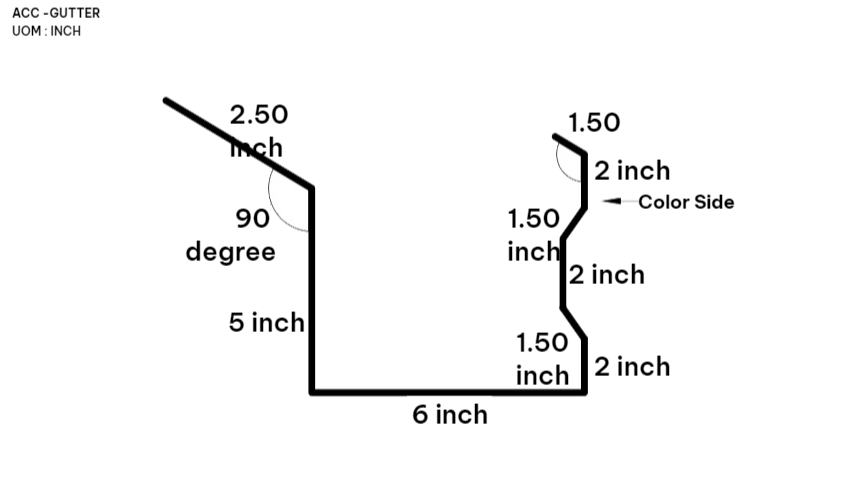 ACC -GUTTER
UOM : INCH
2.50
inch
1.50
2 inch
Color Side
90
degree
1.50
inch
2 inch
5 inch
1.50
inch
2 inch
6 inch